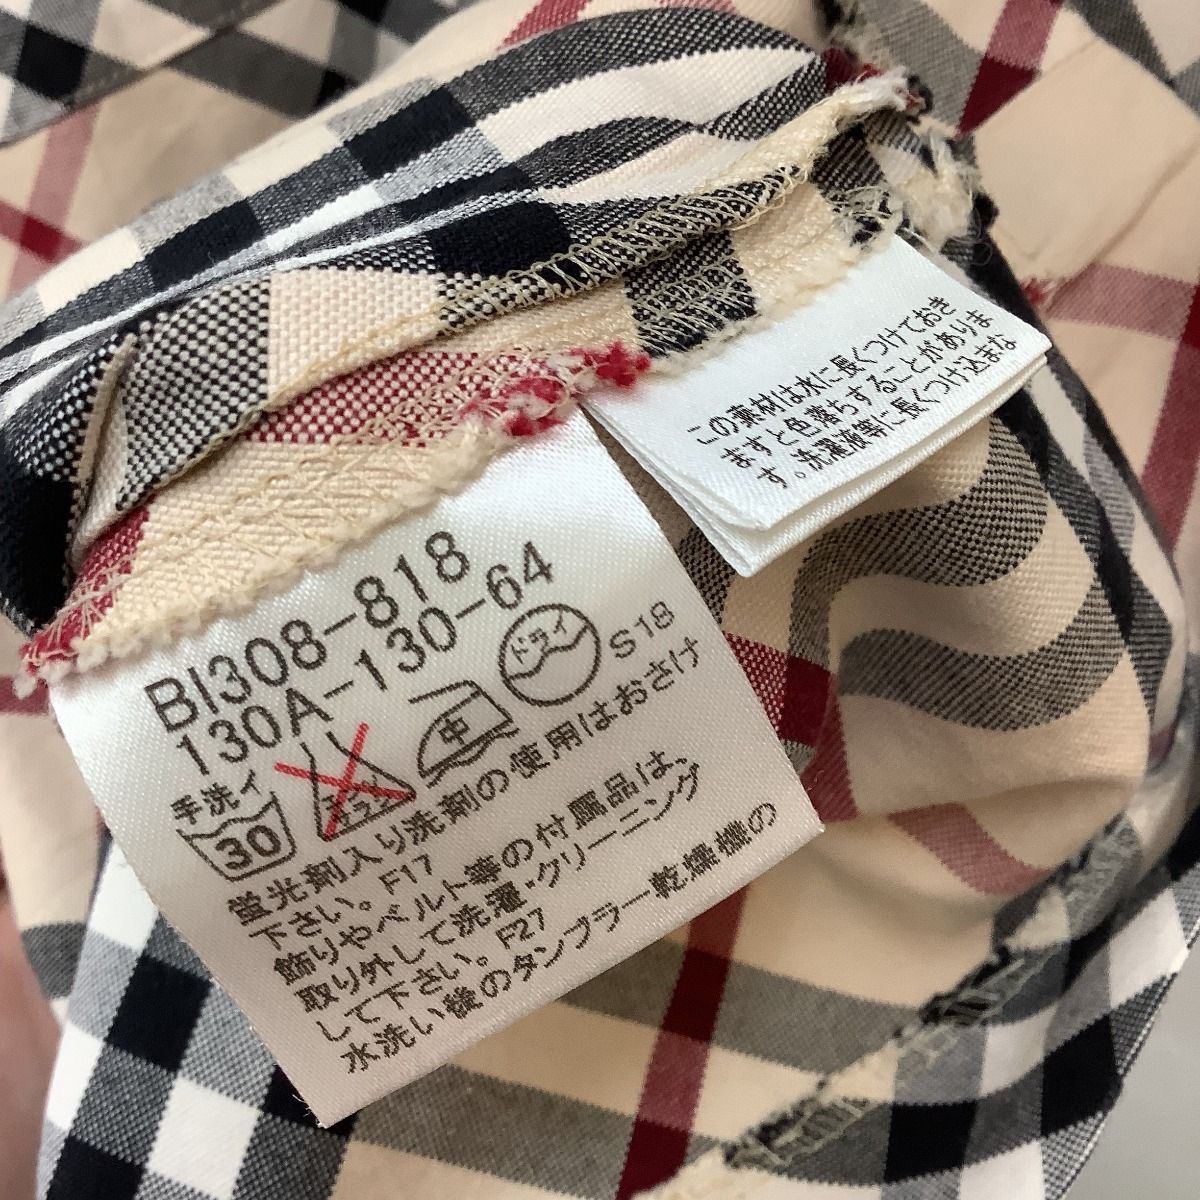 この素材は水に長くつけておき
ますと色落ちすることがありま
す。洗濯液等に長くつけ込まな
BI308-818
130A-130-64
手洗イ
30
エンソ
中
ドライ
S18
蛍光剤入り洗剤の使用はおさけ
下さい。F17
飾りやベルト等の付属品は、
取り外して洗濯・クリーニング
して下さい。F27
水洗い後のタンブラー乾燥機の